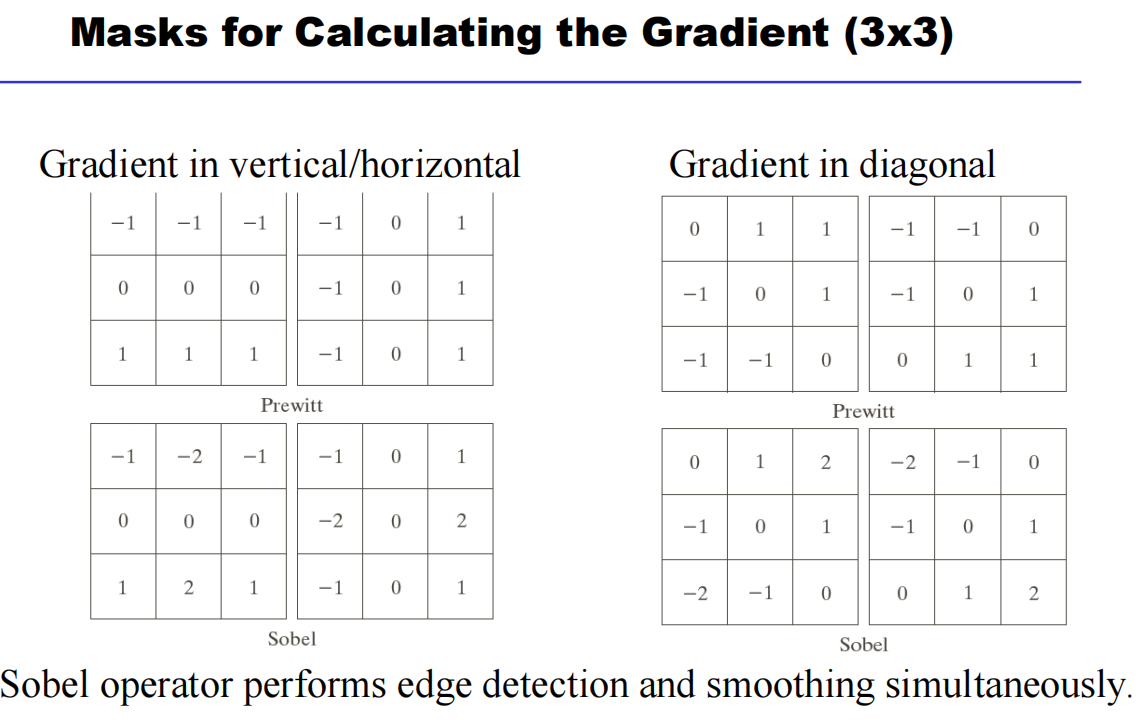 Masks for Calculating the Gradient (3x3)
Gradient in vertical/horizontal
−1 −1 −1 −1 0 1
0 0 0 −1 0 1
1 1 1 −1 0 1
Prewitt
−1 −2 −1 −1 0 1
0 0 0 −2 0 2
1 2 1 −1 0 1
Sobel
Gradient in diagonal
0 1 1 −1 −1 0
−1 0 1 −1 0 1
−1 −1 0 0 1 1
Prewitt
0 1 2 −2 −1 0
−1 0 1 −1 0 1
−2 −1 0 0 1 2
Sobel
Sobel operator performs edge detection and smoothing simultaneously.